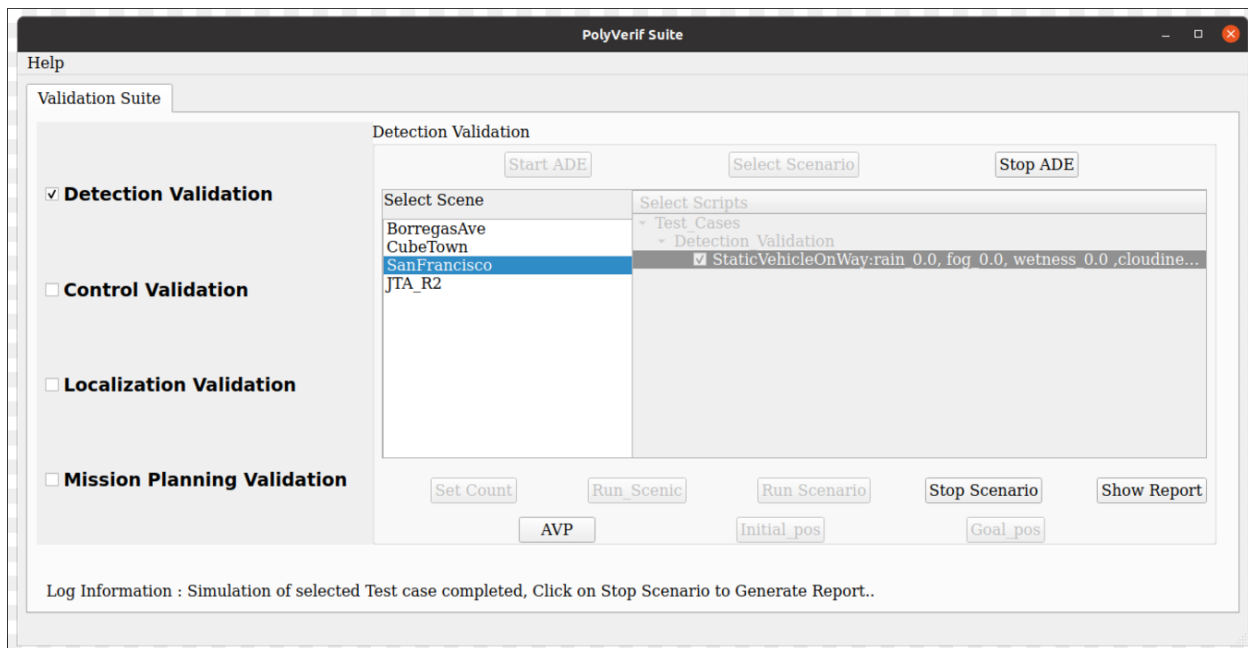 PolyVerif Suite
Help
Validation Suite
Detection Validation
Start ADE Select Scenario Stop ADE
Detection Validation
Control Validation
Localization Validation
Mission Planning Validation
Select Scene
BorregasAve
CubeTown
SanFrancisco
JTA_R2
Select Scripts
Test_Cases
Detection_Validation
StaticVehicleOnWay:rain_0.0, fog_0.0, wetness_0.0 ,cloudine...
Set Count Run_Scenic Run Scenario Stop Scenario Show Report
AVP Initial_pos Goal_pos
Log Information : Simulation of selected Test case completed, Click on Stop Scenario to Generate Report..